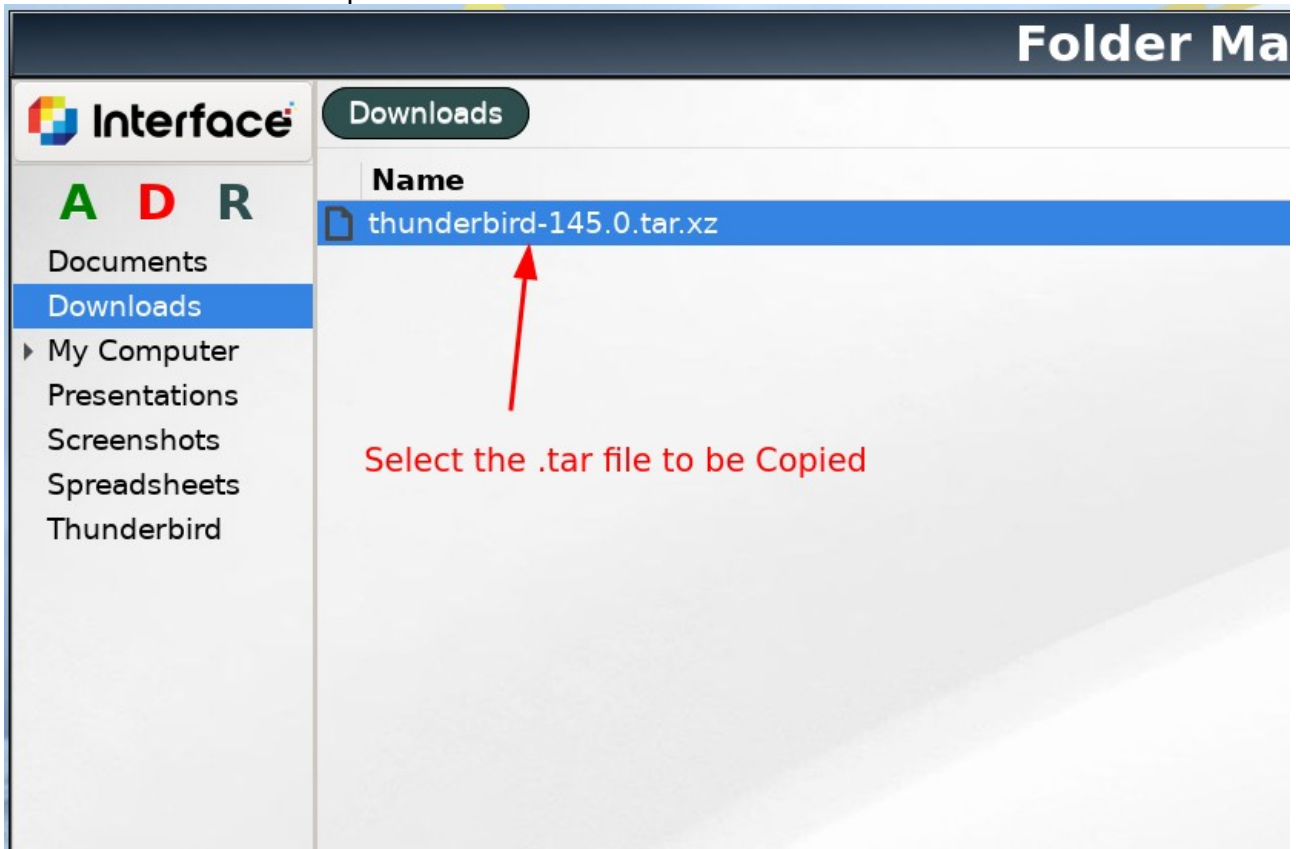 Folder Ma
Interface
Downloads
A D R
Name
thunderbird-145.0.tar.xz
Documents
Downloads
My Computer
Presentations
Screenshots
Select the .tar file to be Copied
Spreadsheets
Thunderbird